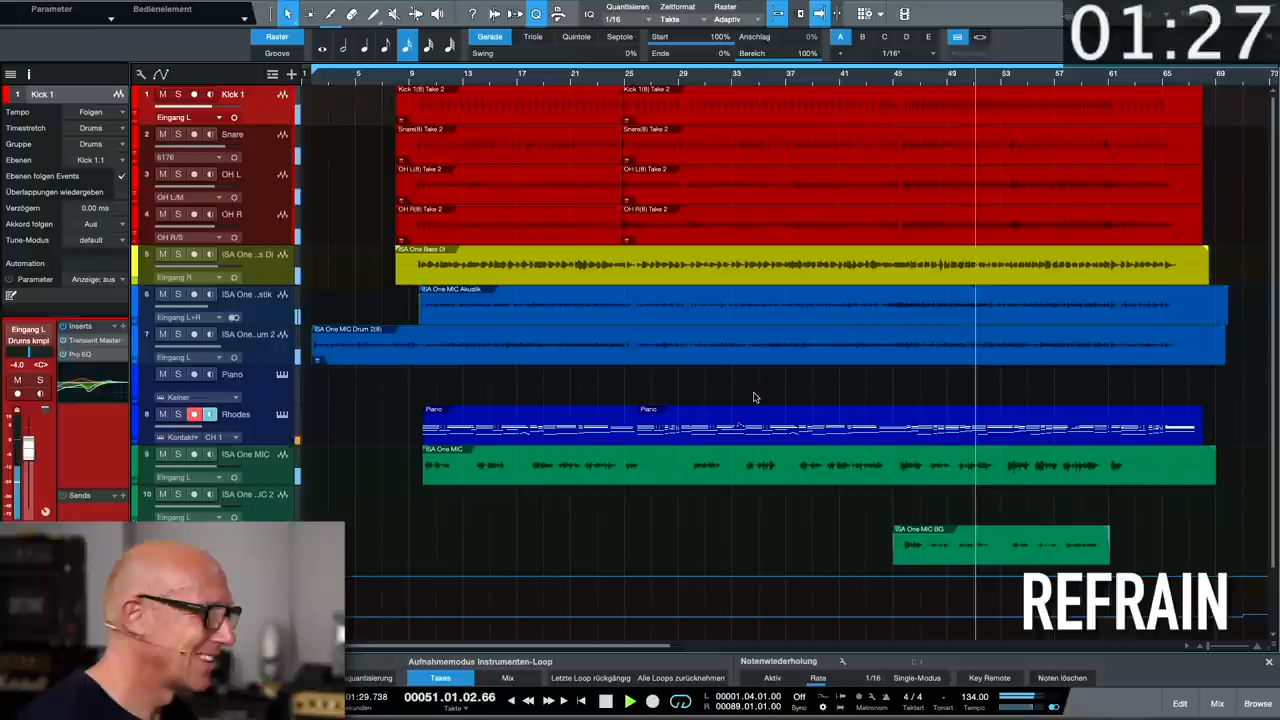 Parameter Bedienelement
IQ Quantisieren Zeitformat Raster
1/16 Takte Adaptiv
01:27
Raster Gerade Triole Quintole Septole Start 100% Anschlag 0% A B C D E
Groove Swing 0% Ende 0% Bereich 100% 1/16*
1 5 9 13 17 21 25 29 33 37 41 45 49 53 57 61 65 69 73
1 Kick 1
Tempo Folgen
Timestretch Drums
Gruppe Drums
Ebenen Kick 1.1
Ebenen folgen Events
Überlappungen wiedergeben
Verzögern 0.00 ms
Akkord folgen Aus
Tune-Modus default
Automation
Parameter Anzeige: aus
Eingang L
Drums kmpl
-4.0 <C>
M S
Inserts
Transient Master
Pro EQ
Sends
1 M S Kick 1
Eingang L
2 M S Snare
6176
3 M S OH L
OH L/M
4 M S OH R
OH R/S
5 M S ISA One ..s DI
Eingang R
6 M S ISA One ..stik
Eingang L+R
7 M S ISA One..um 2
Eingang L
M S Piano
Keiner
8 M S Rhodes
Kontakt CH 1
9 M S ISA One MIC
Eingang L
10 M S ISA One ..IC 2
Eingang L
Kick 1(8) Take 2 Kick 1(8) Take 2
Snare(8) Take 2 Snare(8) Take 2
OH L(8) Take 2 OH L(8) Take 2
OH R(8) Take 2 OH R(8) Take 2
ISA One Bass DI
ISA One MIC Akustik
ISA One MIC Drum 2(8)
Piano Piano
ISA One MIC
ISA One MIC BG
REFRAIN
Aufnahmemodus Instrumenten-Loop Notenwiederholung
Takes Mix Letzte Loop rückgängig Alle Loops zurücknehmen Aktiv Rate 1/16 Single-Modus Key Remote Noten löschen
01:29.738 00051.01.02.66 L 00001.04.01.00 Off 4 / 4 134.00
Takte R 00089.01.01.00 Sync Metronom Taktart Tempo
Edit Mix Browse